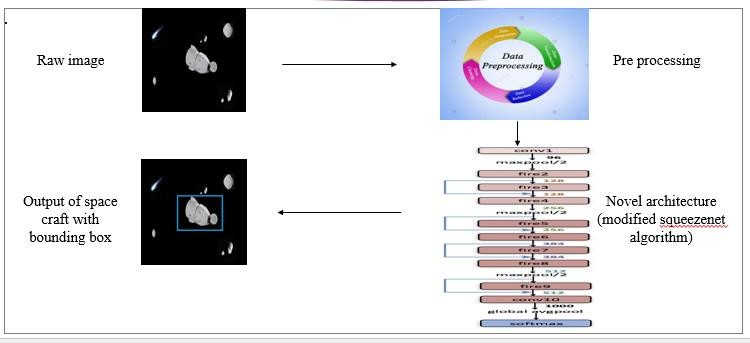 Raw image
Data
Preprocessing
Pre processing
conv1
96
maxpool/2
fire2
128
fire3
128
fire4
256
maxpool/2
fire5
256
fire6
384
fire7
384
fire8
512
maxpool/2
fire9
512
conv10
1000
global avgpool
softmax
Novel architecture
(modified squeezenet
algorithm)
Output of space
craft with
bounding box